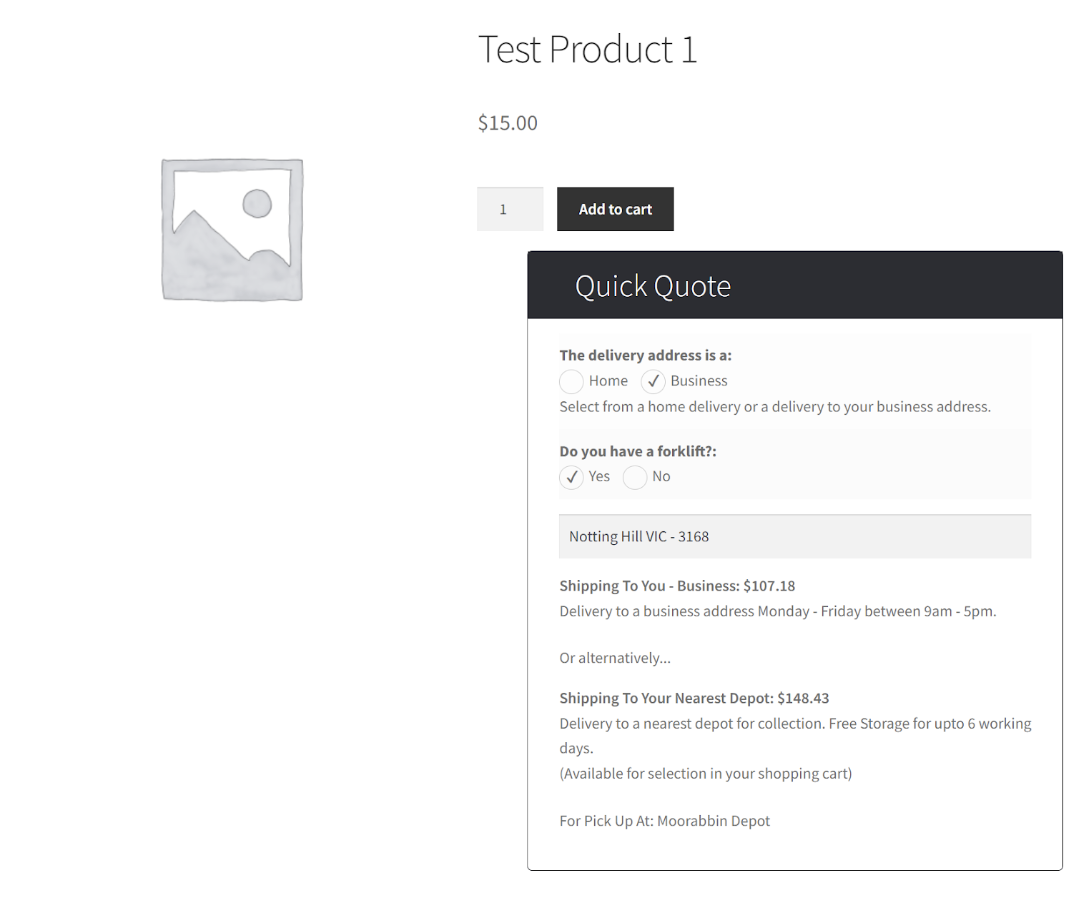 Test Product 1
$15.00
1 Add to cart
Quick Quote
The delivery address is a:
Home Business
Select from a home delivery or a delivery to your business address.
Do you have a forklift?:
Yes No
Notting Hill VIC - 3168
Shipping To You - Business: $107.18
Delivery to a business address Monday - Friday between 9am - 5pm.
Or alternatively...
Shipping To Your Nearest Depot: $148.43
Delivery to a nearest depot for collection. Free Storage for upto 6 working
days.
(Available for selection in your shopping cart)
For Pick Up At: Moorabbin Depot